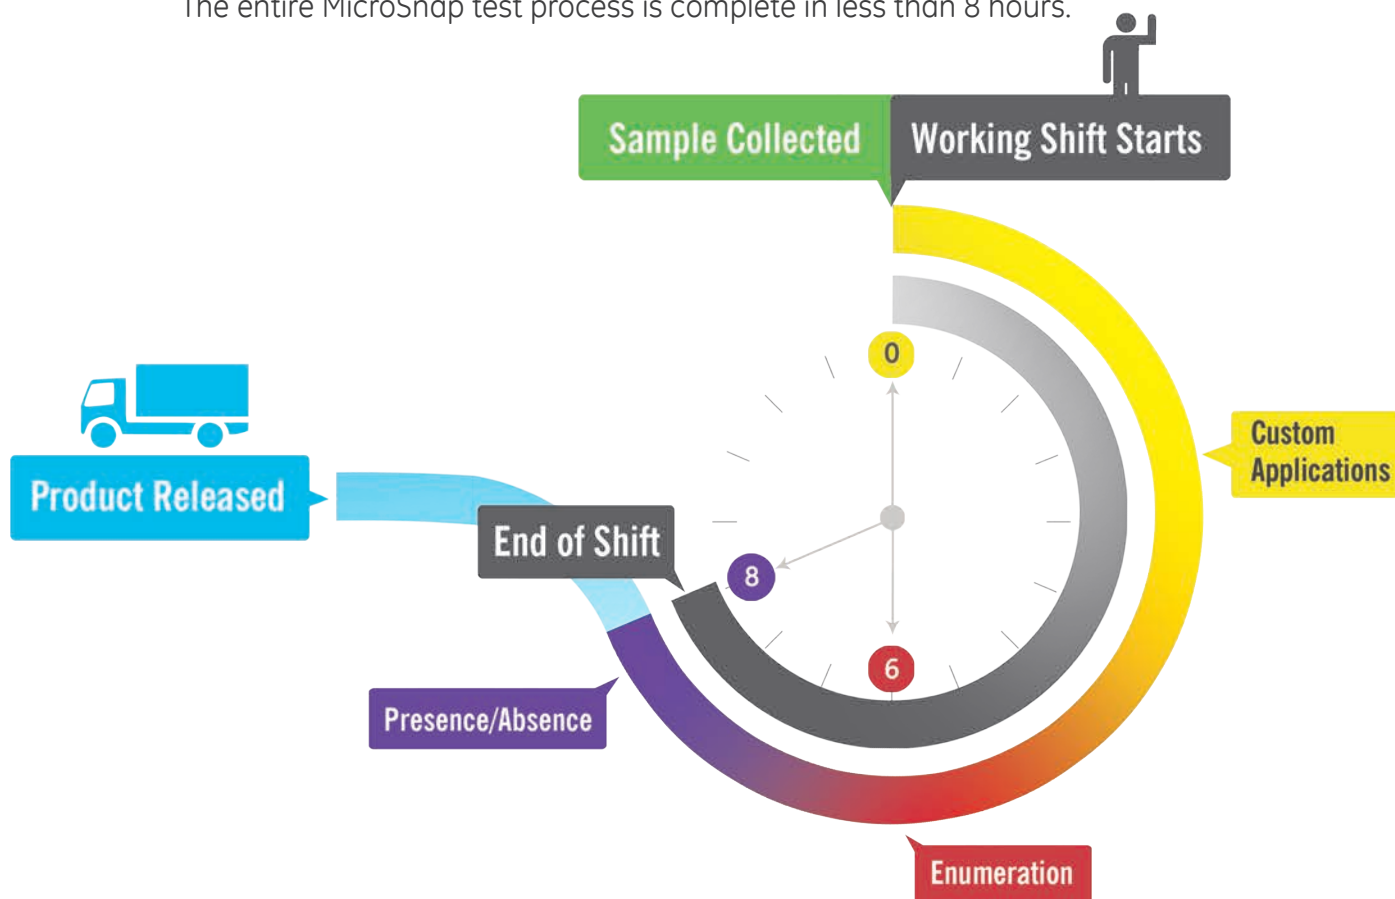 The entire MicroSnap test process is complete in less than 8 hours.
Sample Collected
Working Shift Starts
0
Custom
Applications
Product Released
End of Shift
8
6
Presence/Absence
Enumeration